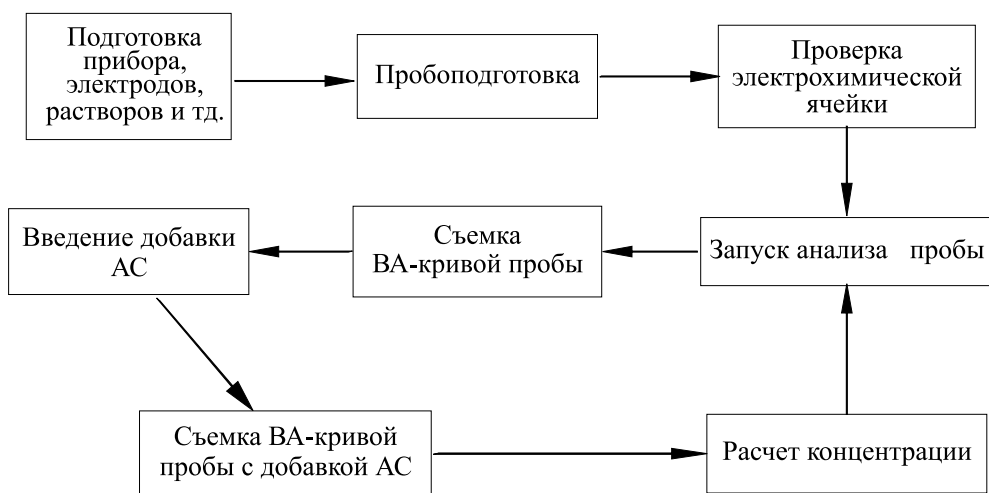 Подготовка
прибора,
электродов,
растворов и тд.
Пробоподготовка
Проверка
электрохимической
ячейки
Введение добавки
АС
Съемка
ВА-кривой пробы
Запуск анализа пробы
Съемка ВА-кривой
пробы с добавкой АС
Расчет концентрации